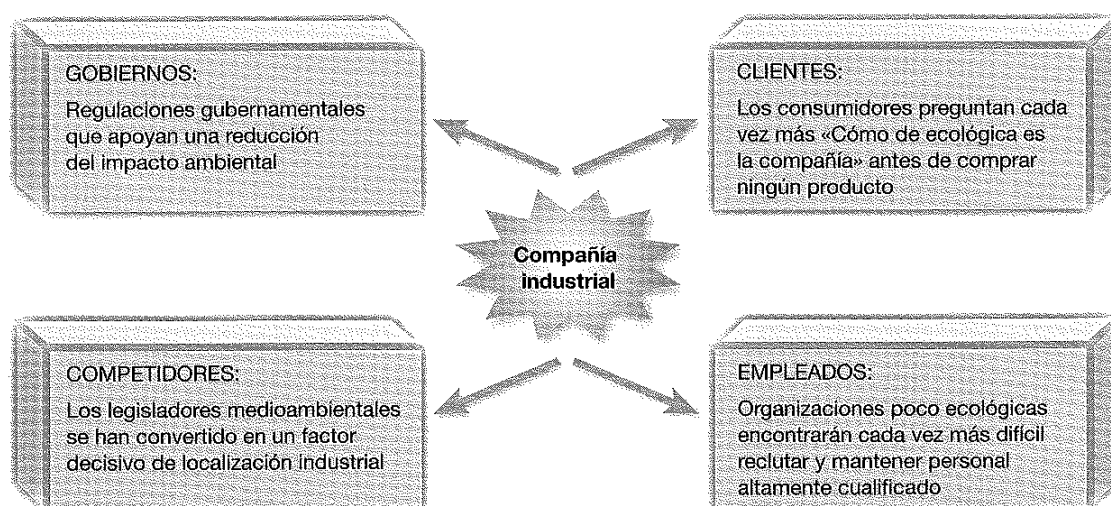 GOBIERNOS:
Regulaciones gubernamentales
que apoyan una reducción
del impacto ambiental
CLIENTES:
Los consumidores preguntan cada
vez más «Cómo de ecológica es
la compañía» antes de comprar
ningún producto
Compañía
industrial
COMPETIDORES:
Los legisladores medioambientales
se han convertido en un factor
decisivo de localización industrial
EMPLEADOS:
Organizaciones poco ecológicas
encontrarán cada vez más difícil
reclutar y mantener personal
altamente cualificado